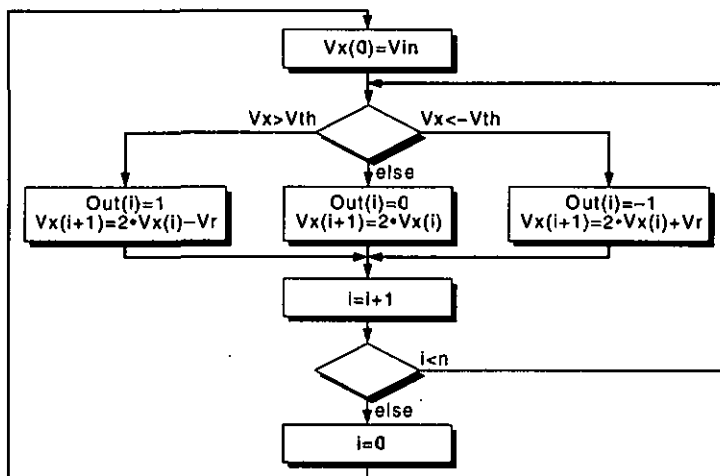 Vx(0)=Vin
Vx>Vth
Vx<-Vth
else
Out(i)=1
Vx(i+1)=2•Vx(i)-Vr
Out(i)=0
Vx(i+1)=2•Vx(i)
Out(i)=-1
Vx(i+1)=2•Vx(i)+Vr
i=i+1
i<n
else
i=0